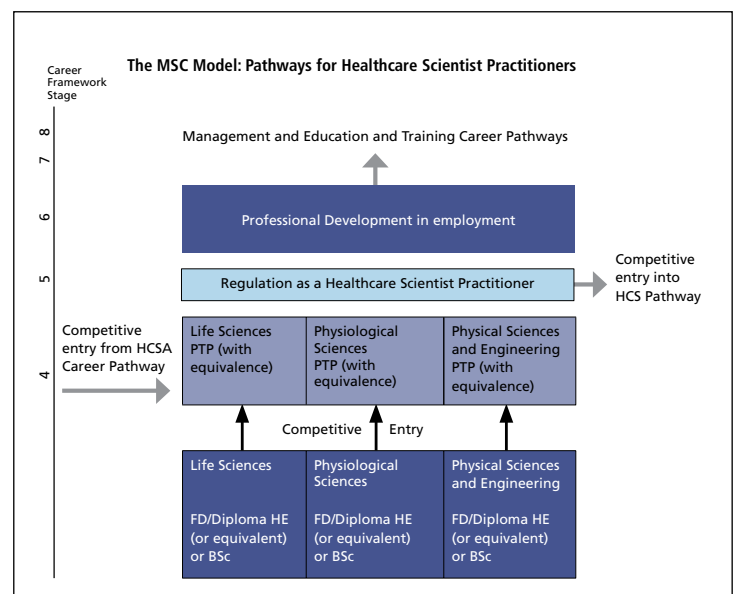 The MSC Model: Pathways for Healthcare Scientist Practitioners
Career
Framework
Stage
8
7
6
5
4
Management and Education and Training Career Pathways
Professional Development in employment
Regulation as a Healthcare Scientist Practitioner
Competitive
entry into
HCS Pathway
Competitive
entry from HCSA
Career Pathway
Life Sciences
PTP (with
equivalence)
Physiological
Sciences
PTP (with
equivalence)
Physical Sciences
and Engineering
PTP (with
equivalence)
Competitive Entry
Life Sciences
FD/Diploma HE
(or equivalent)
or BSc
Physiological
Sciences
FD/Diploma HE
(or equivalent)
or BSc
Physical Sciences
and Engineering
FD/Diploma HE
(or equivalent)
or BSc